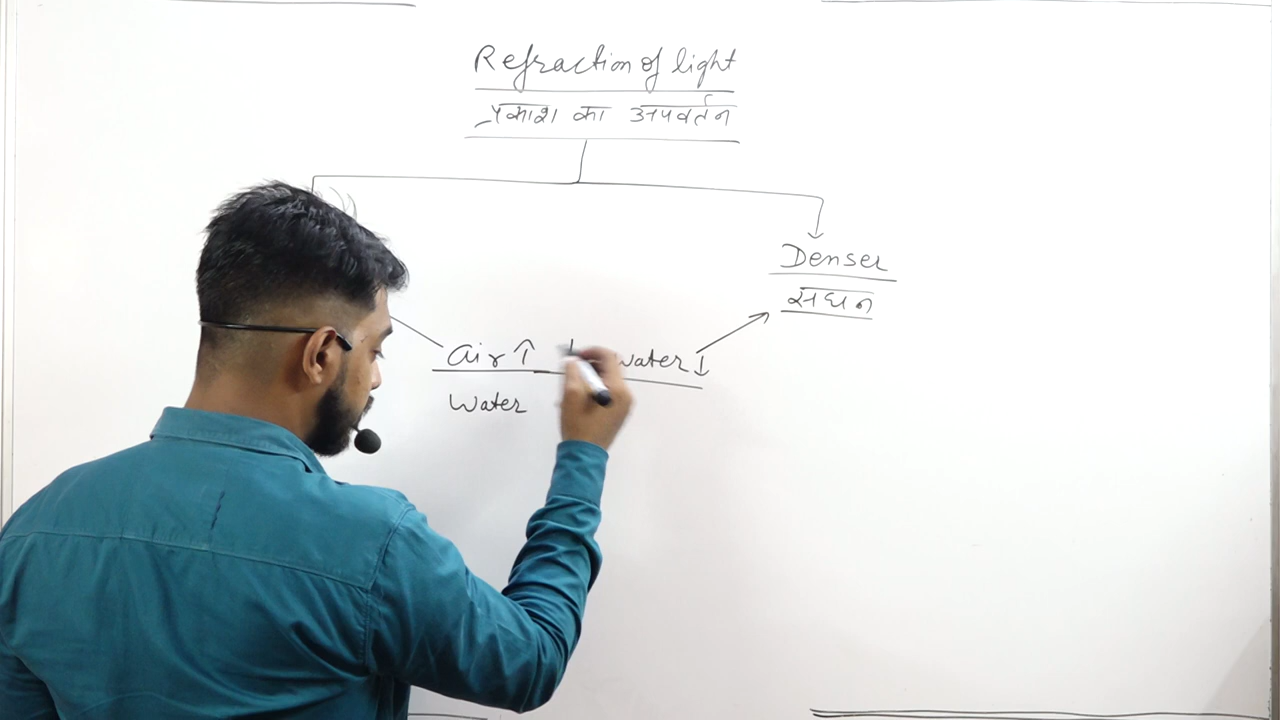 Refraction of light
प्रकाश का अपवर्तन
Denser
सघन
Air ↑ water ↓
Water